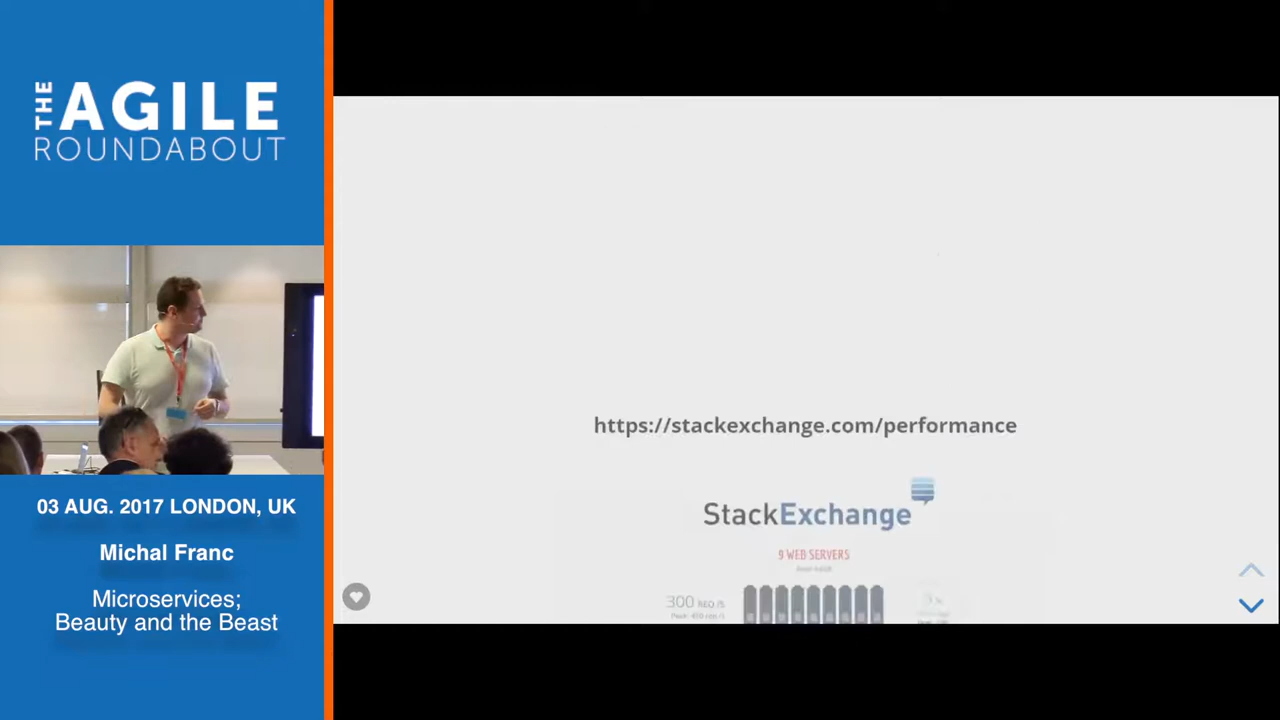 THE
AGILE
ROUNDABOUT
03 AUG. 2017 LONDON, UK
Michal Franc
Microservices;
Beauty and the Beast
https://stackexchange.com/performance
StackExchange
9 WEB SERVERS
300 REQ/S